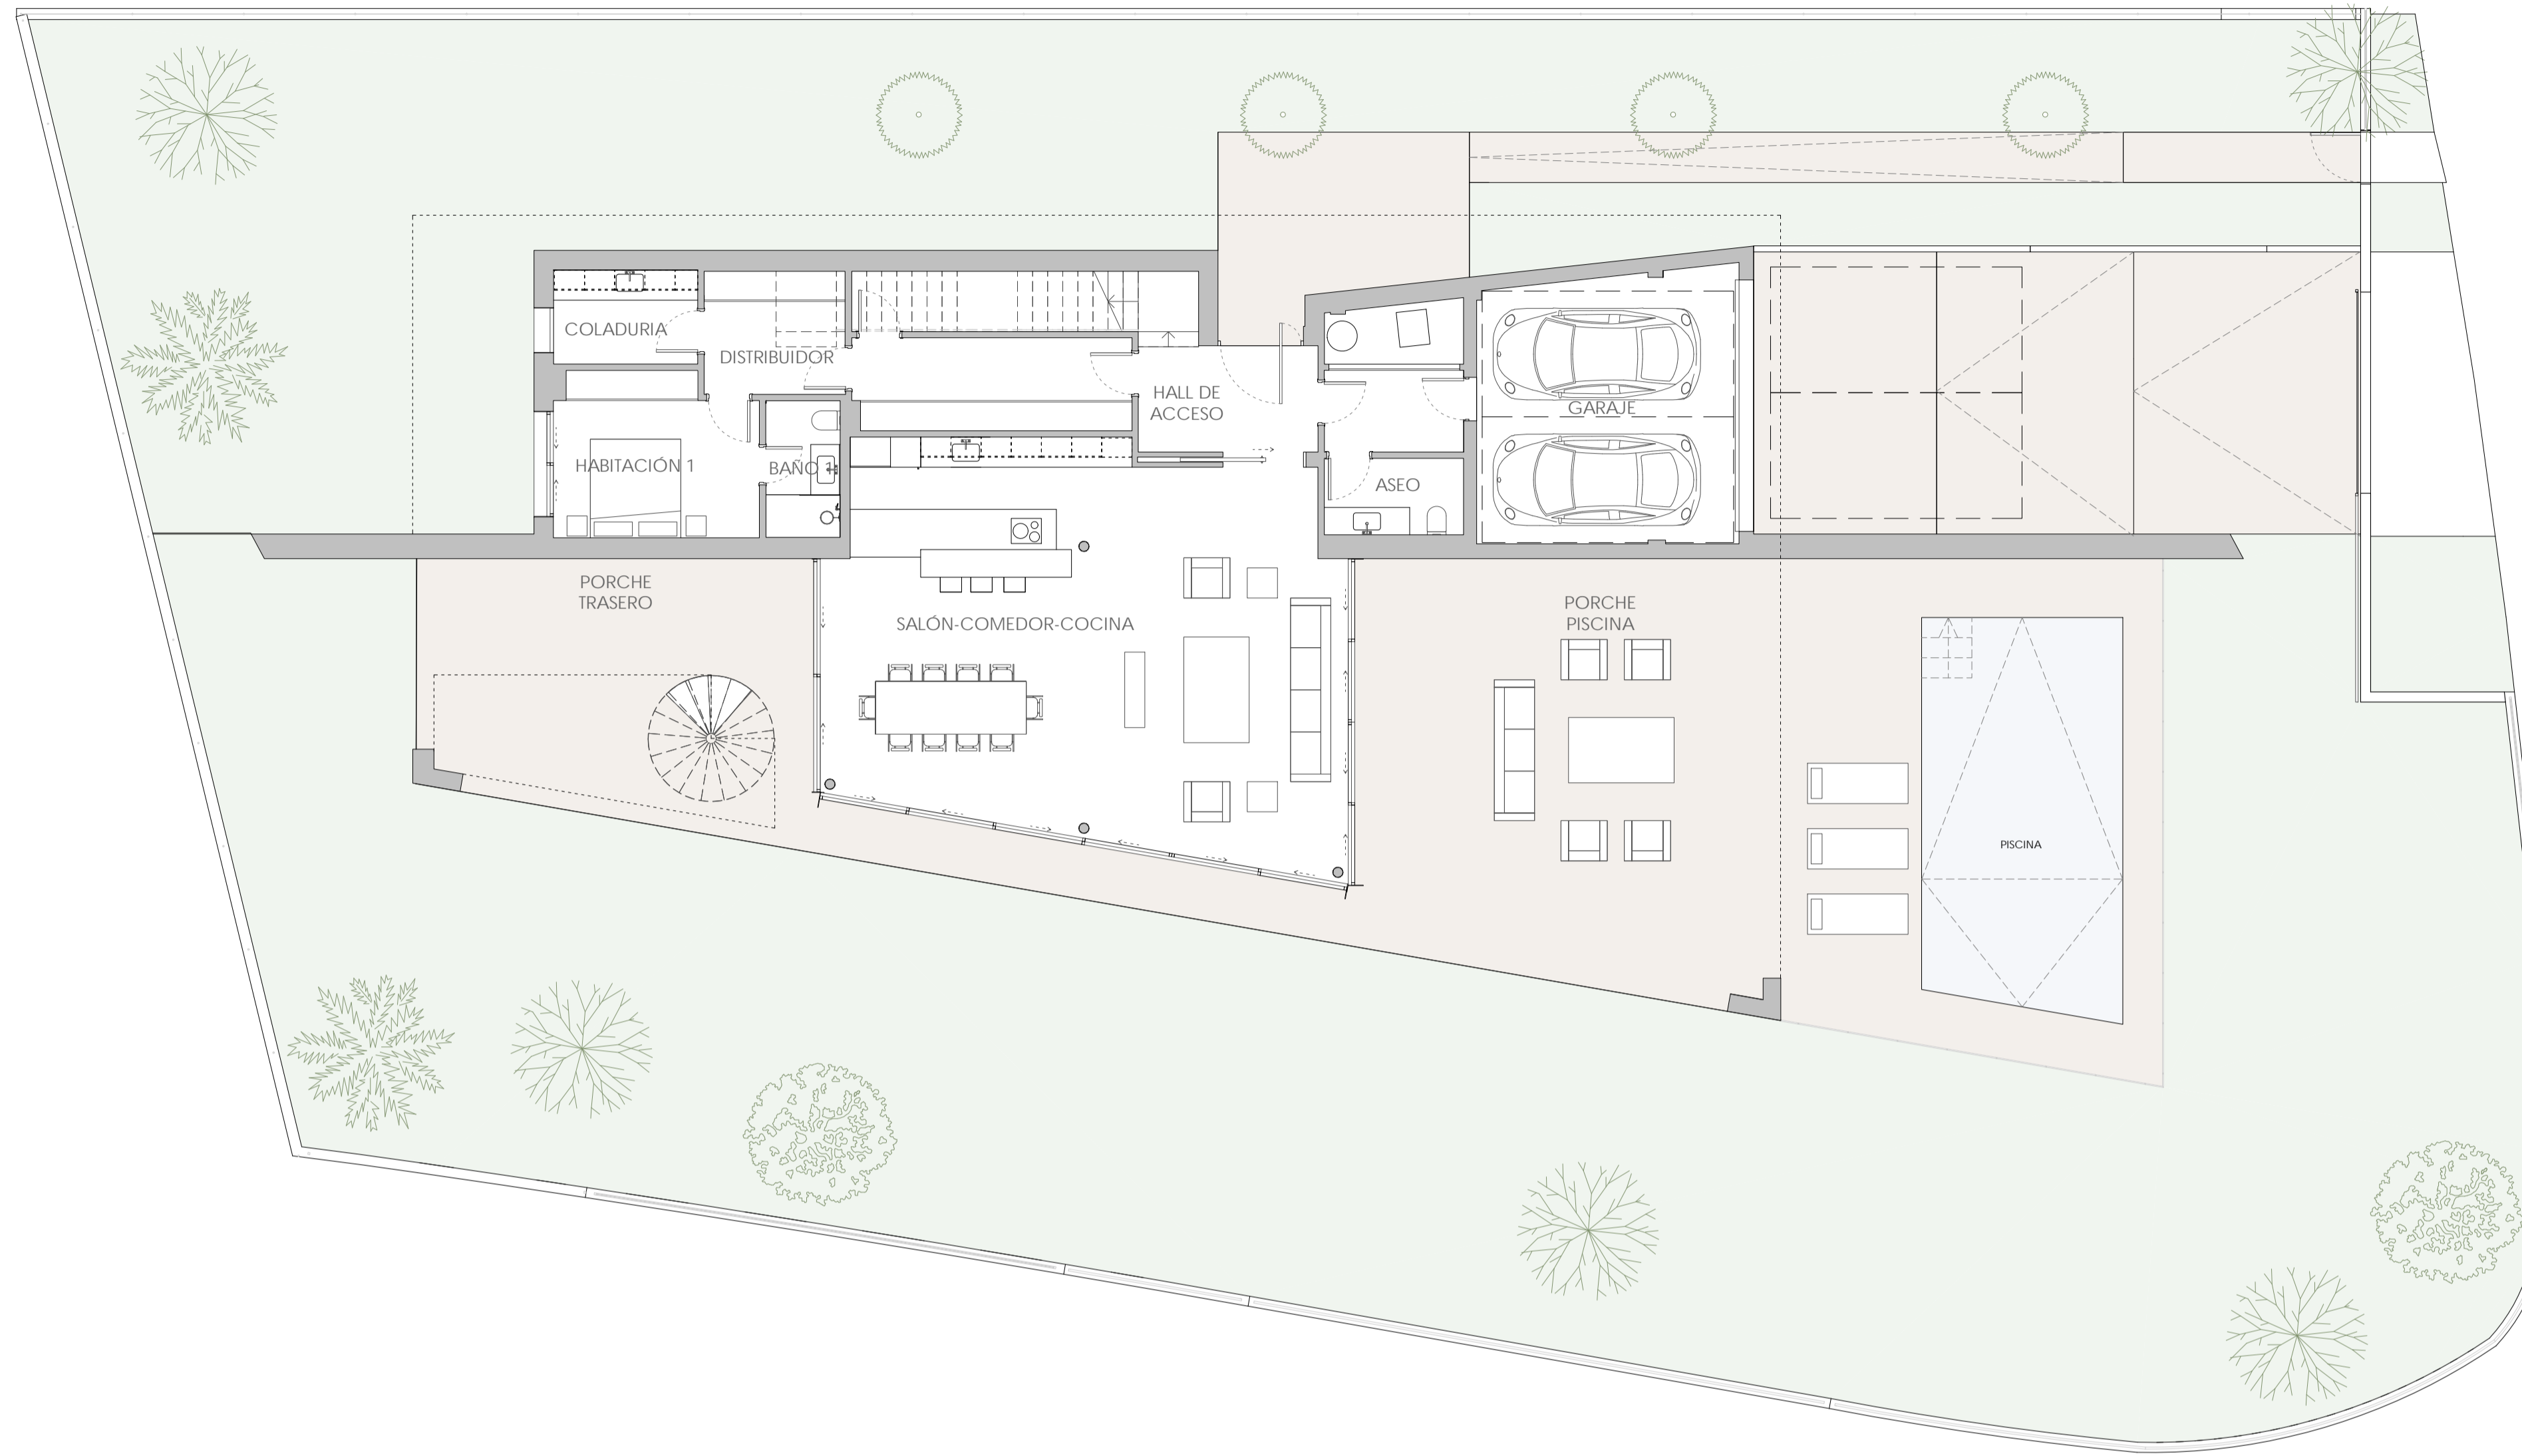 COLADURIA
DISTRIBUIDOR
HALL DE
ACCESO
GARAJE
HABITACIÓN 1
BAÑO 1
ASEO
PORCHE
TRASERO
SALÓN-COMEDOR-COCINA
PORCHE
PISCINA
PISCINA